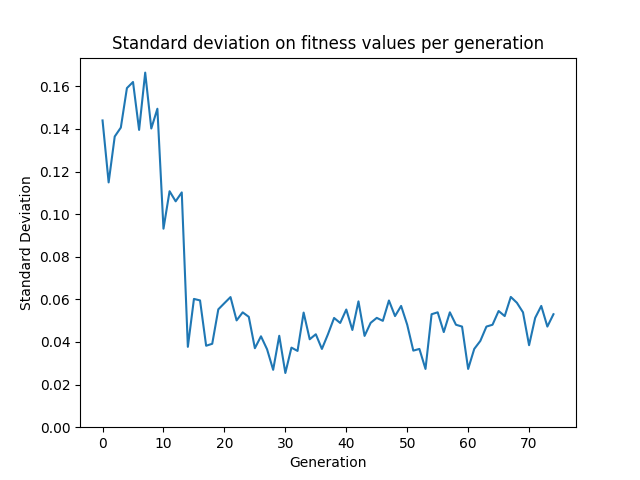 Standard deviation on fitness values per generation
0.16
0.14
0.12
0.10
0.08
0.06
0.04
0.02
0.00
Standard Deviation
0 10 20 30 40 50 60 70
Generation